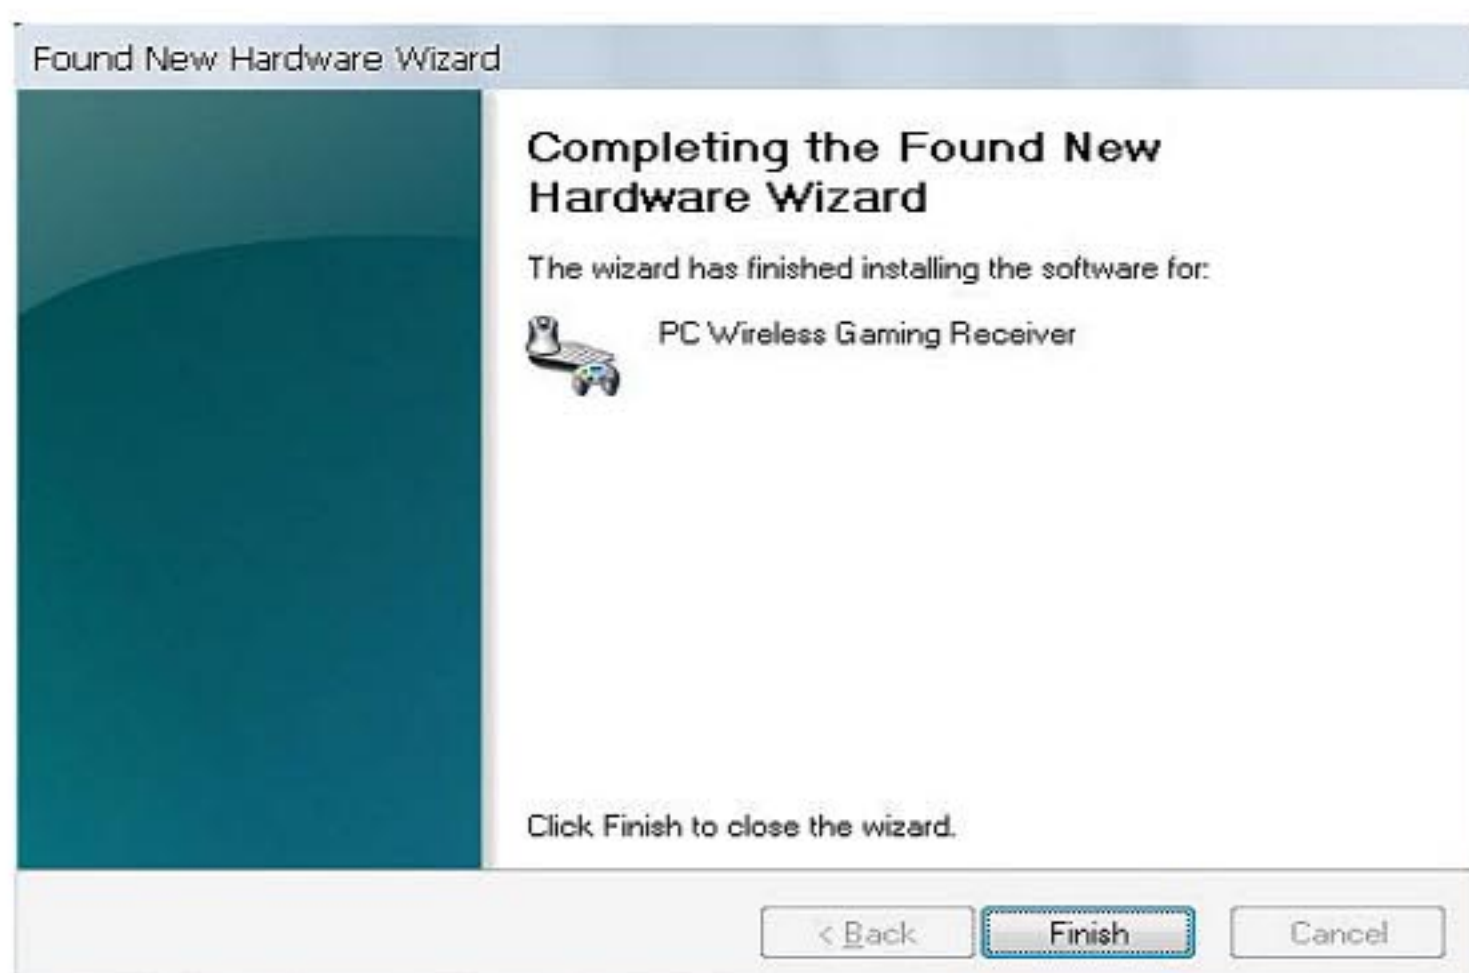 Found New Hardware Wizard
Completing the Found New
Hardware Wizard
The wizard has finished installing the software for:
PC Wireless Gaming Receiver
Click Finish to close the wizard.
< Back
Finish
Cancel